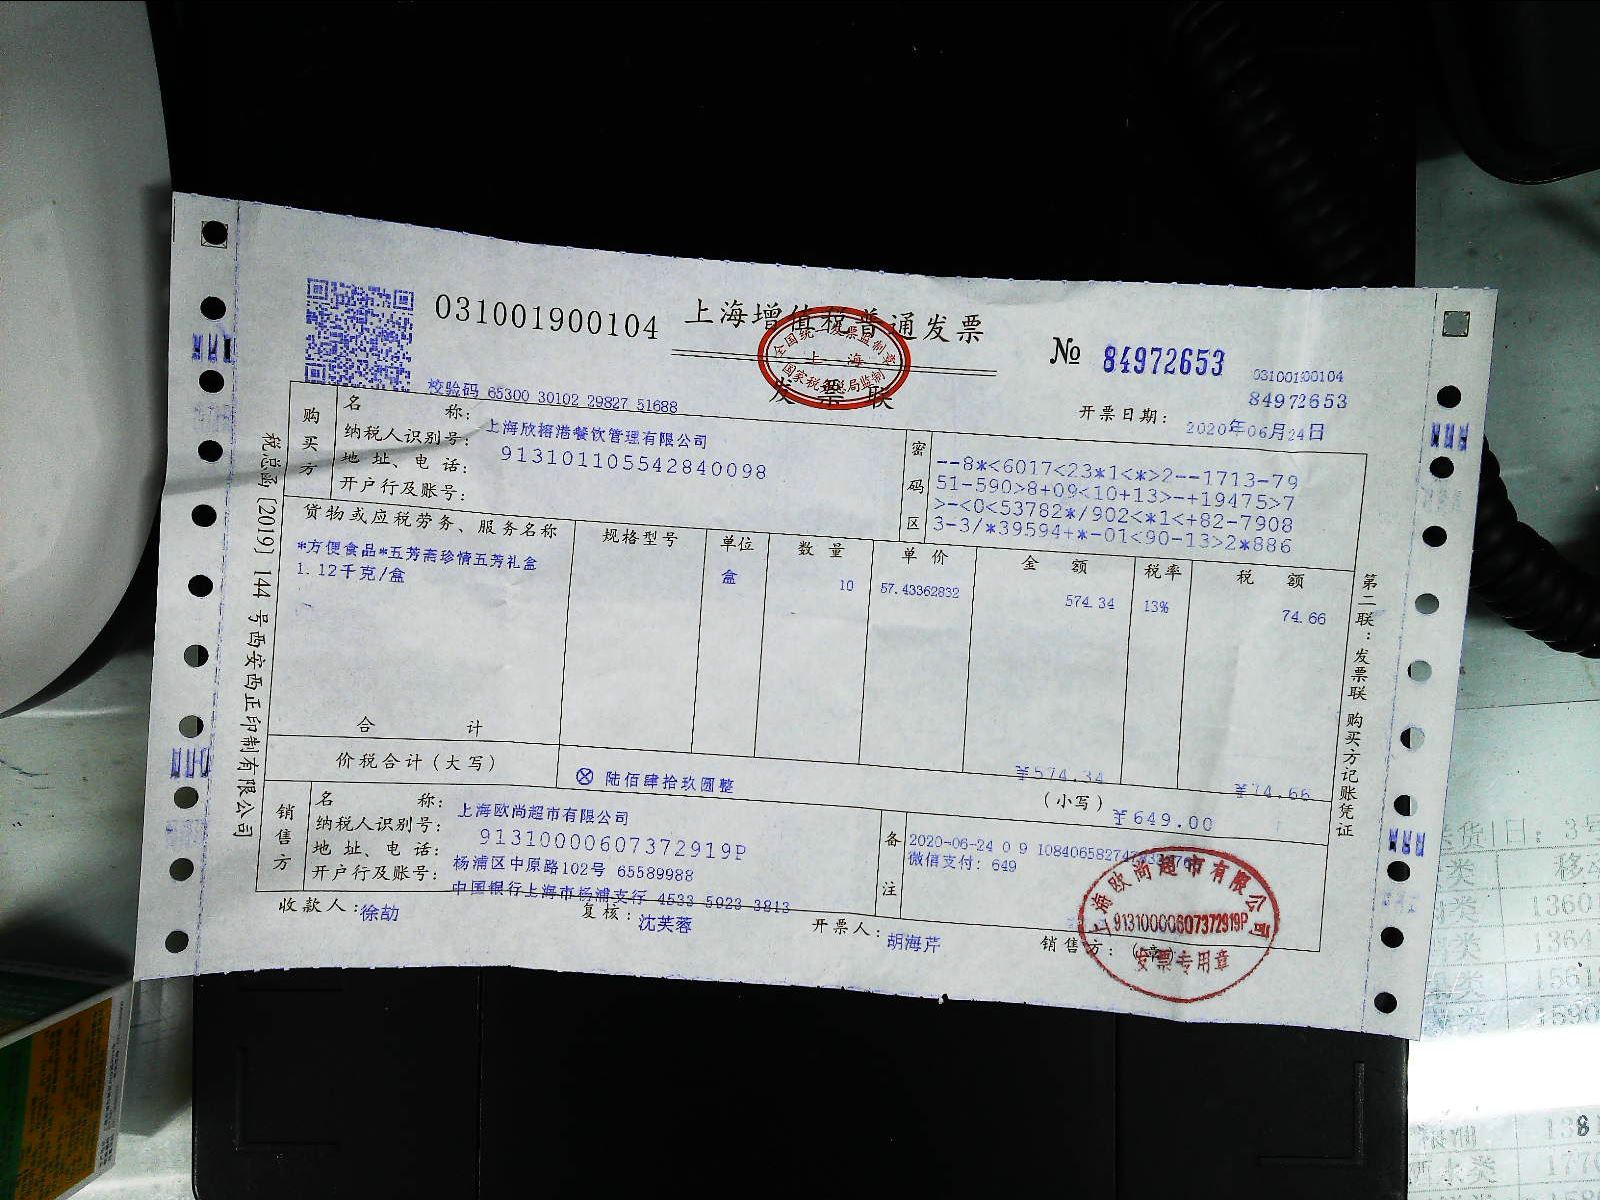 031001900104
上海增值税普通发票
发票联
全国统一发票监制章
上海
国家税务总局监制
№ 84972653
031001900104
84972653
校验码 65300 30102 29827 51688
开票日期: 2020年06月24日
购买方
名 称: 上海欣榕港餐饮管理有限公司
纳税人识别号: 913101105542840098
地 址、电 话:
开户行及账号:
密码区
--8*<6017<23*1<*>2--1713-79
51-590>8+09<10+13>-+19475>7
>-<0<53782*/902<*1<+82-7908
3-3/*39594+*-01<90-13>2*886
货物或应税劳务、服务名称 规格型号 单位 数 量 单 价 金 额 税率 税 额
*方便食品*五芳斋珍情五芳礼盒 盒 10 57.43362832 574.34 13% 74.66
1.12千克/盒
合 计 ¥574.34 ¥74.66
价税合计(大写) ⊗ 陆佰肆拾玖圆整 (小写) ¥649.00
销售方
名 称: 上海欧尚超市有限公司
纳税人识别号: 91310000607372919P
地 址、电 话: 杨浦区中原路102号 65589988
开户行及账号: 中国银行上海市杨浦支行 4533 5923 3813
备注
2020-06-24 0 9
微信支付: 649
收款人: 徐劼 复核: 沈芙蓉 开票人: 胡海芹 销售方: (章)
上海欧尚超市有限公司
91310000607372919P
发票专用章
税总函[2019]144号西安西正印制有限公司
第二联:发票联 购买方记账凭证